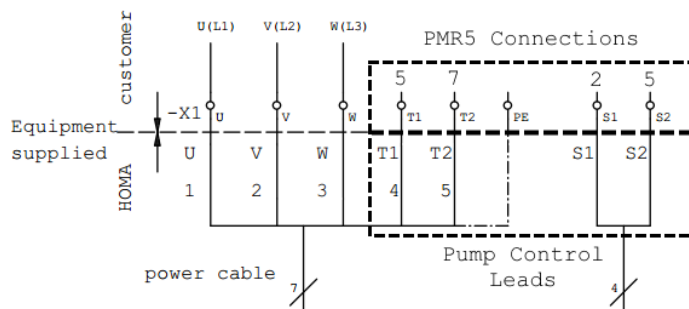 U(L1) V(L2) W(L3)
PMR5 Connections
customer
5 7 2 5
-X1 U V W T1 T2 PE S1 S2
Equipment
supplied
HOMA
U V W T1 T2 S1 S2
1 2 3 4 5
power cable
7
Pump Control
Leads
4